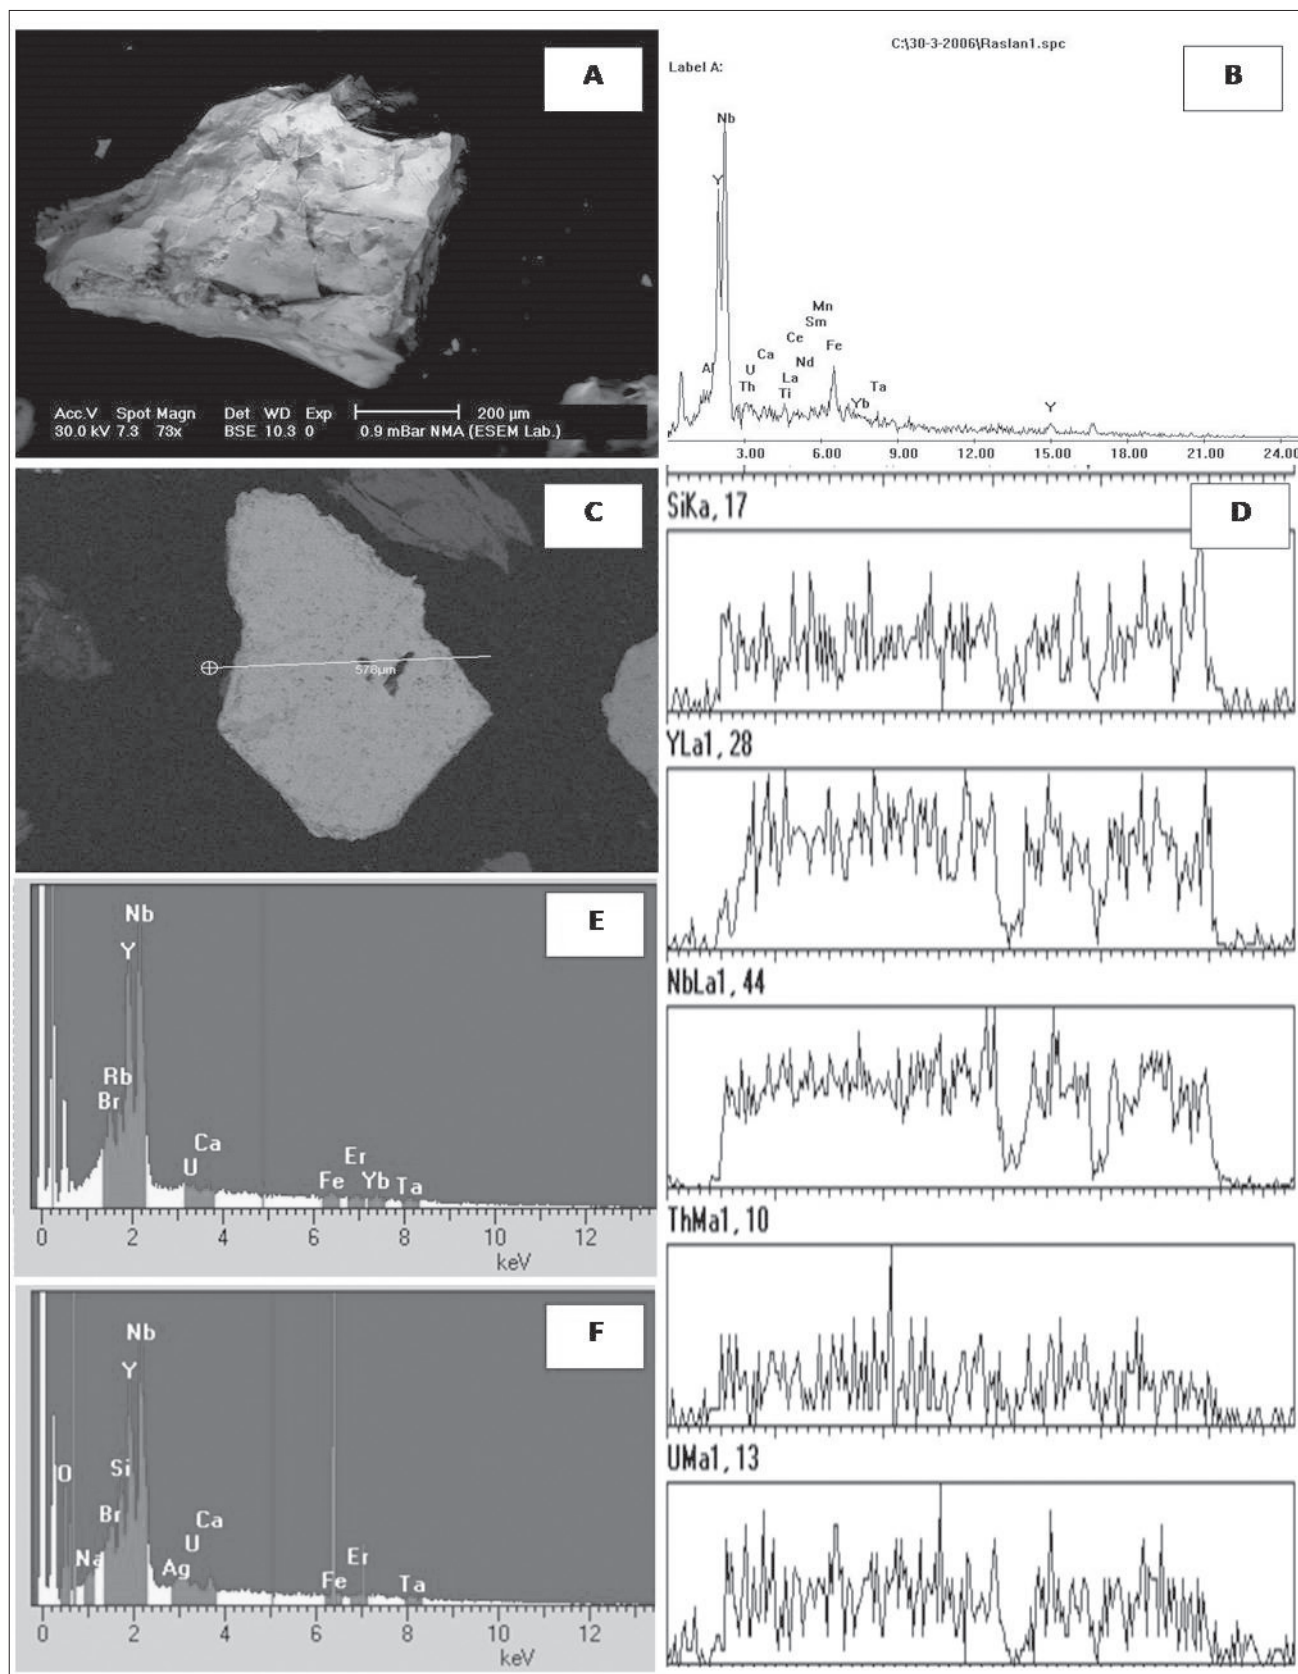 A
Acc.V Spot Magn Det WD Exp 200 µm
30.0 kV 7.3 73x BSE 10.3 0 0.9 mBar NMA (ESEM Lab.)
C:\30-3-2006\Raslan1.spc
Label A:
B
Nb
Y
Mn
Sm
Ce Fe
Ca
Al U La Nd
Th Ti Yb Ta Y
3.00 6.00 9.00 12.00 15.00 18.00 21.00 24.00
C
578µm
D
SiKa, 17
YLa1, 28
NbLa1, 44
ThMa1, 10
UMa1, 13
E
Nb
Y
Rb
Br
Ca
U
Er
Fe Yb Ta
0 2 4 6 8 10 12
keV
F
Nb
Y
O Si
Br Ca
U
Na Ag Er
Fe Ta
0 2 4 6 8 10 12
keV